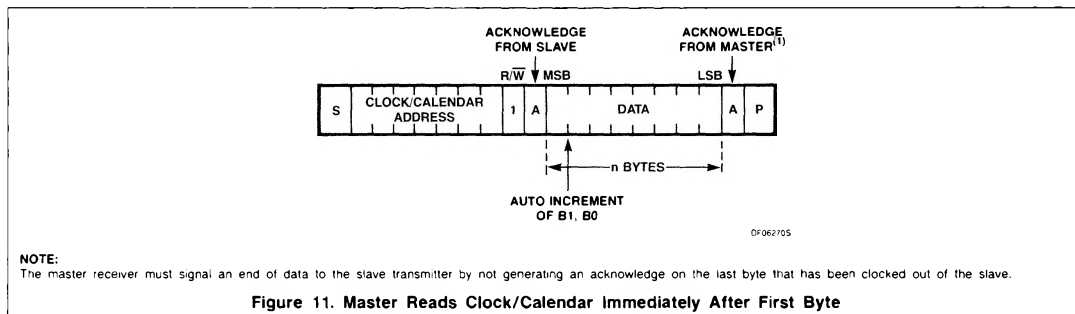 ACKNOWLEDGE
FROM SLAVE
ACKNOWLEDGE
FROM MASTER(1)
R/W MSB
LSB
S
CLOCK/CALENDAR
ADDRESS
1
A
DATA
A
P
n BYTES
AUTO INCREMENT
OF B1, B0
DF06270S
NOTE:
The master receiver must signal an end of data to the slave transmitter by not generating an acknowledge on the last byte that has been clocked out of the slave.
Figure 11. Master Reads Clock/Calendar Immediately After First Byte